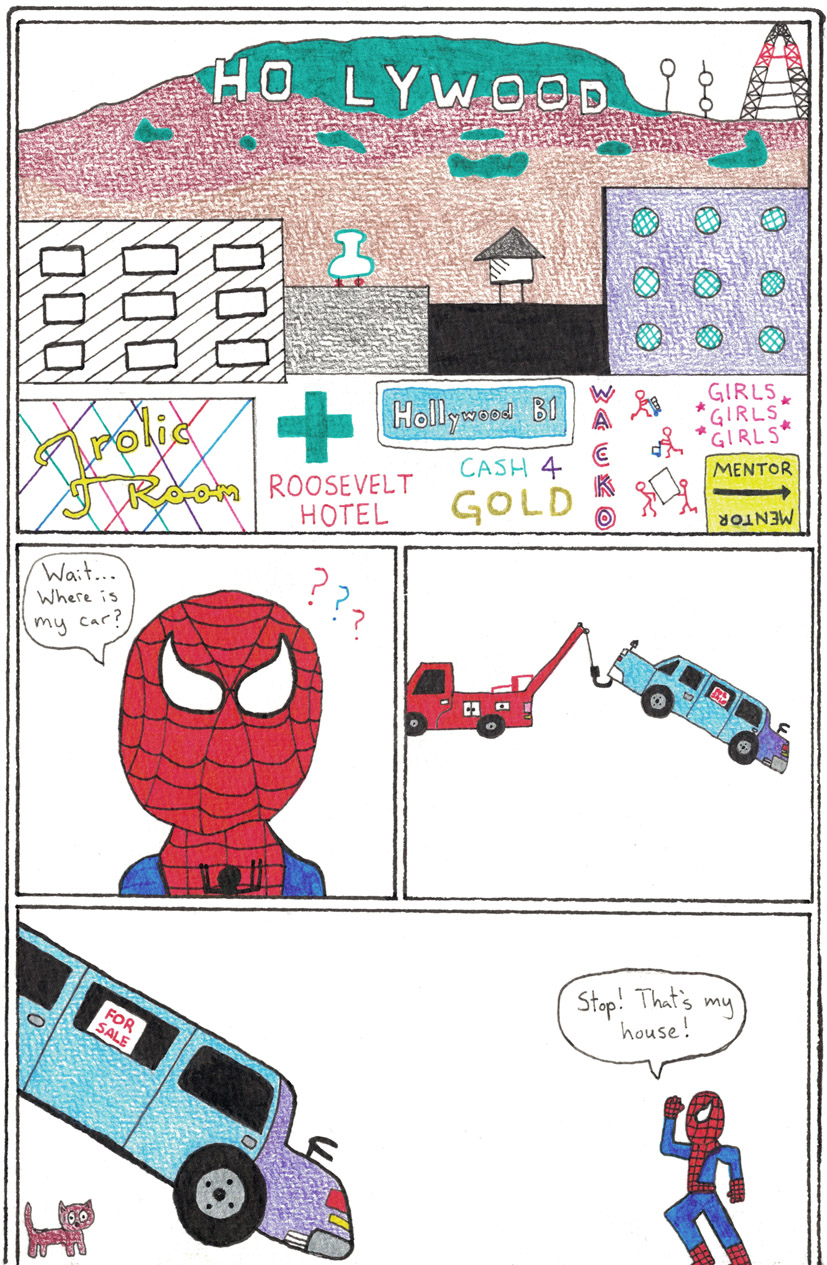 HO LYWOOD
Frolic
Room
ROOSEVELT
HOTEL
Hollywood Bl
CASH 4
GOLD
WACKO
GIRLS
GIRLS
GIRLS
MENTOR
MENTOR
Wait...
Where is
my car?
? ? ?
FOR
SALE
Stop! That's my
house!